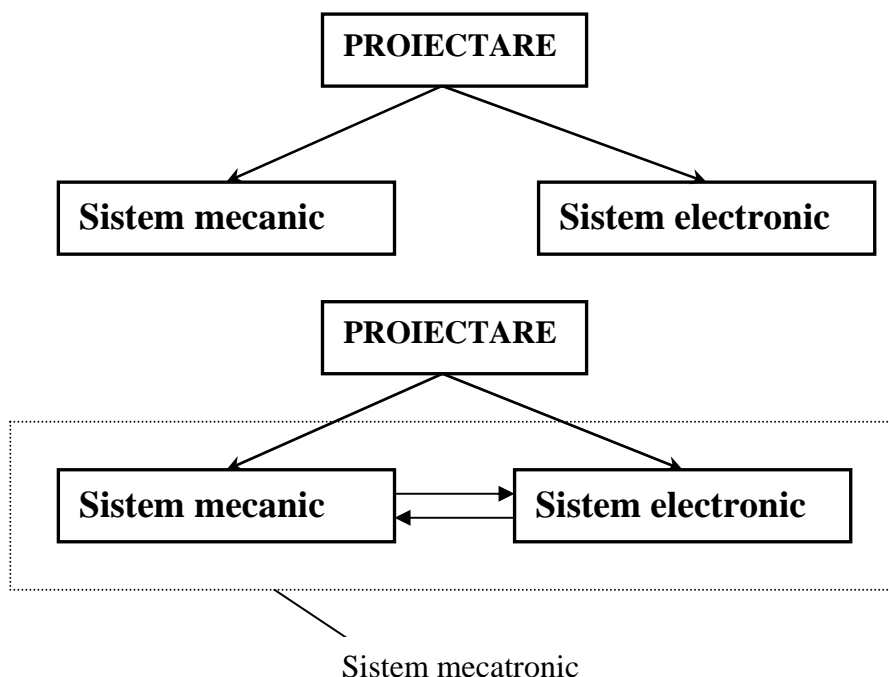 PROIECTARE
Sistem mecanic
Sistem electronic
PROIECTARE
Sistem mecanic
Sistem electronic
Sistem mecatronic